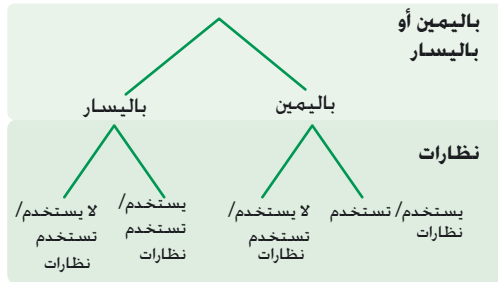 باليمين أو
باليسار
باليمين
باليسار
نظارات
يستخدم/ تستخدم
نظارات
لا يستخدم/
تستخدم
نظارات
يستخدم/
تستخدم
نظارات
لا يستخدم/
تستخدم
نظارات